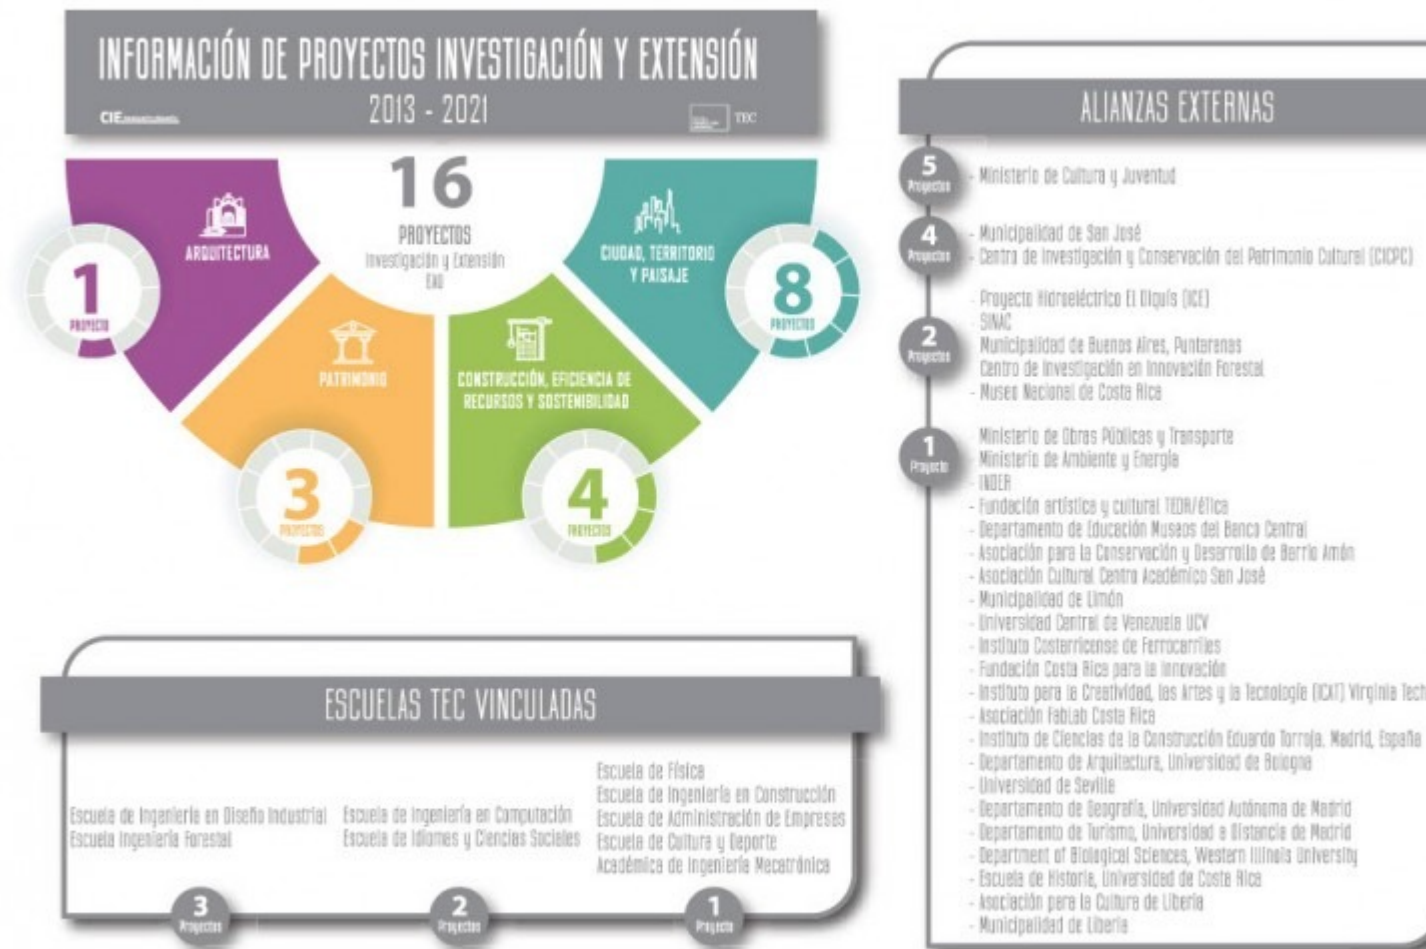 INFORMACIÓN DE PROYECTOS INVESTIGACIÓN Y EXTENSIÓN
2013 - 2021
CIE
TEC
16
PROYECTOS
Investigación y Extensión
EAU
ARQUITECTURA
1
PROYECTO
PATRIMONIO
3
PROYECTOS
CONSTRUCCIÓN, EFICIENCIA DE
RECURSOS Y SOSTENIBILIDAD
4
PROYECTOS
CIUDAD, TERRITORIO
Y PAISAJE
8
PROYECTOS
ESCUELAS TEC VINCULADAS
Escuela de Ingeniería en Diseño Industrial
Escuela Ingeniería Forestal
3
Proyectos
Escuela de Ingeniería en Computación
Escuela de Idiomas y Ciencias Sociales
2
Proyectos
Escuela de Física
Escuela de Ingeniería en Construcción
Escuela de Administración de Empresas
Escuela de Cultura y Deporte
Académica de Ingeniería Mecatrónica
1
Proyecto
ALIANZAS EXTERNAS
5
Proyectos
- Ministerio de Cultura y Juventud
4
Proyectos
- Municipalidad de San José
- Centro de Investigación y Conservación del Patrimonio Cultural (CICPC)
2
Proyectos
- Proyecto Hidroeléctrico El Diquís (ICE)
- SINAC
Municipalidad de Buenos Aires, Puntarenas
Centro de Investigación en Innovación Forestal
- Museo Nacional de Costa Rica
1
Proyecto
Ministerio de Obras Públicas y Transporte
Ministerio de Ambiente y Energía
- INDER
- Fundación artística y cultural TEOR/ética
- Departamento de Educación Museos del Banco Central
- Asociación para la Conservación y Desarrollo de Barrio Amón
- Asociación Cultural Centro Académico San José
- Municipalidad de Limón
- Universidad Central de Venezuela UCV
- Instituto Costarricense de Ferrocarriles
- Fundación Costa Rica para la Innovación
- Instituto para la Creatividad, las Artes y la Tecnología (ICAT) Virginia Tech
- Asociación FabLab Costa Rica
- Instituto de Ciencias de la Construcción Eduardo Torroja. Madrid, España
- Departamento de Arquitectura, Universidad de Bologna
- Universidad de Sevilla
- Departamento de Geografía, Universidad Autónoma de Madrid
- Departamento de Turismo, Universidad a Distancia de Madrid
- Department of Biological Sciences, Western Illinois University
- Escuela de Historia, Universidad de Costa Rica
- Asociación para la Cultura de Liberia
- Municipalidad de Liberia